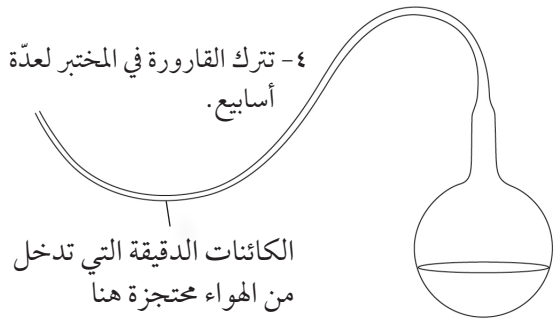 ٤- تترك القارورة في المختبر لعدّة
أسابيع.
الكائنات الدقيقة التي تدخل
من الهواء محتجزة هنا